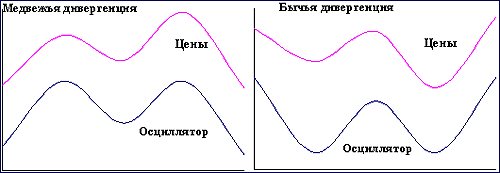 Медвежья дивергенция
Цены
Осциллятор
Бычья дивергенция
Цены
Осциллятор